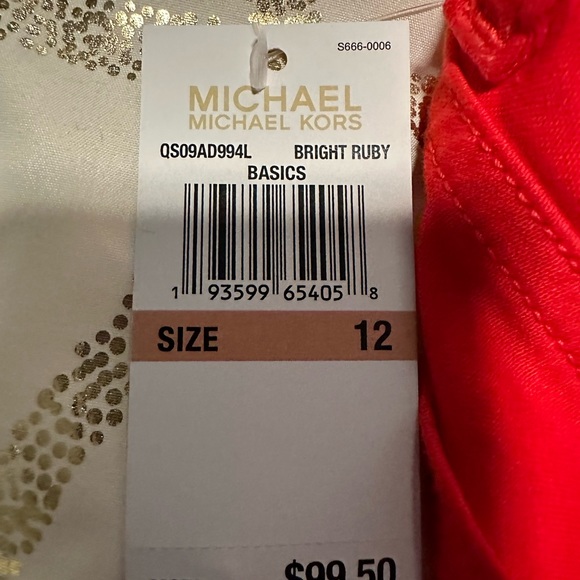 S666-0006
MICHAEL
MICHAEL KORS
QS09AD994L BRIGHT RUBY
BASICS
1 93599 65405 8
SIZE 12
$99.50